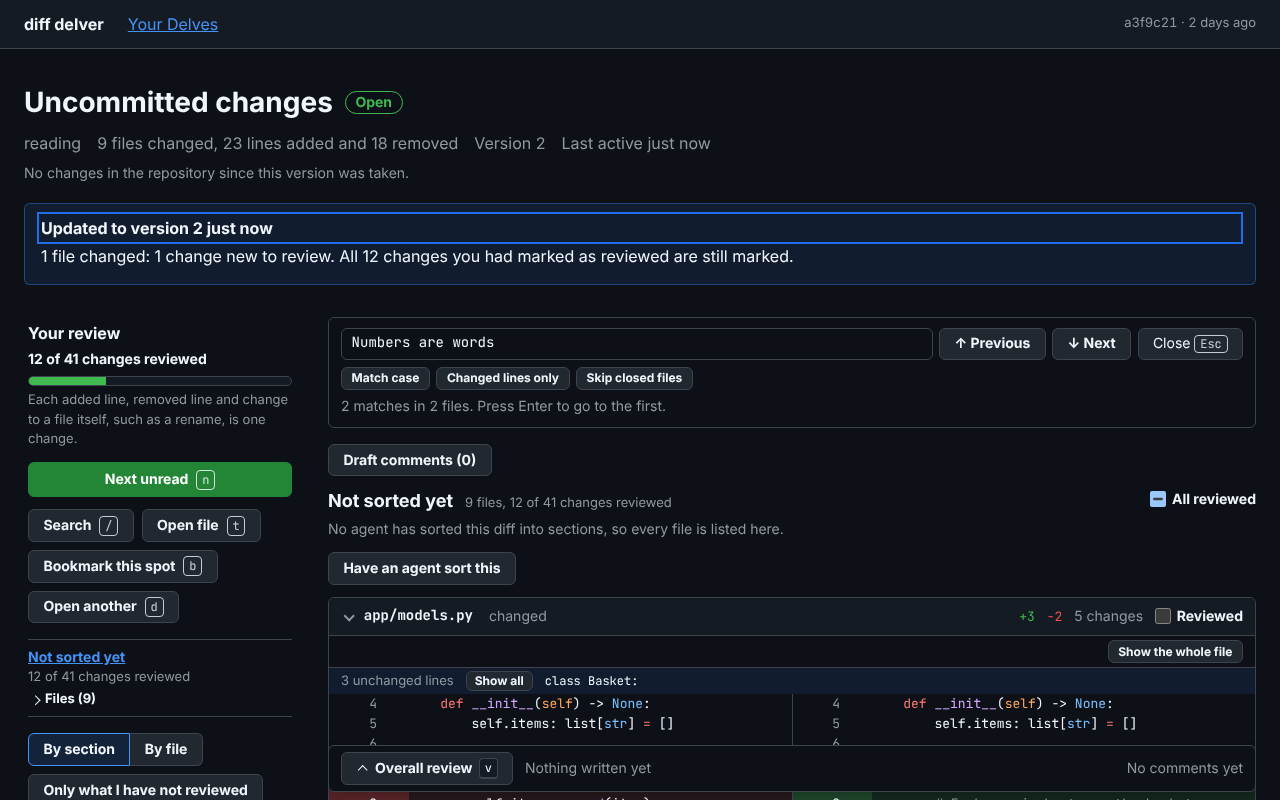 diff delver Your Delves a3f9c21 · 2 days ago
Uncommitted changes Open
reading 9 files changed, 23 lines added and 18 removed Version 2 Last active just now
No changes in the repository since this version was taken.
Updated to version 2 just now
1 file changed: 1 change new to review. All 12 changes you had marked as reviewed are still marked.
Your review
12 of 41 changes reviewed
Each added line, removed line and change
to a file itself, such as a rename, is one
change.
Next unread n
Search / Open file t
Bookmark this spot b
Open another d
Not sorted yet
12 of 41 changes reviewed
Files (9)
By section By file
Only what I have not reviewed
Numbers are words ↑ Previous ↓ Next Close Esc
Match case Changed lines only Skip closed files
2 matches in 2 files. Press Enter to go to the first.
Draft comments (0)
Not sorted yet 9 files, 12 of 41 changes reviewed All reviewed
No agent has sorted this diff into sections, so every file is listed here.
Have an agent sort this
app/models.py changed +3 -2 5 changes Reviewed
Show the whole file
3 unchanged lines Show all class Basket:
4 def __init__(self) -> None: 4 def __init__(self) -> None:
5 self.items: list[str] = [] 5 self.items: list[str] = []
6 6
Overall review v Nothing written yet No comments yet